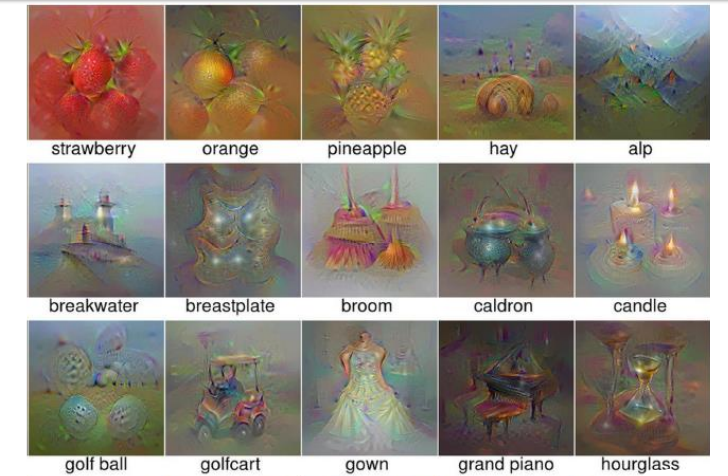 strawberry orange pineapple hay alp
breakwater breastplate broom caldron candle
golf ball golfcart gown grand piano hourglass